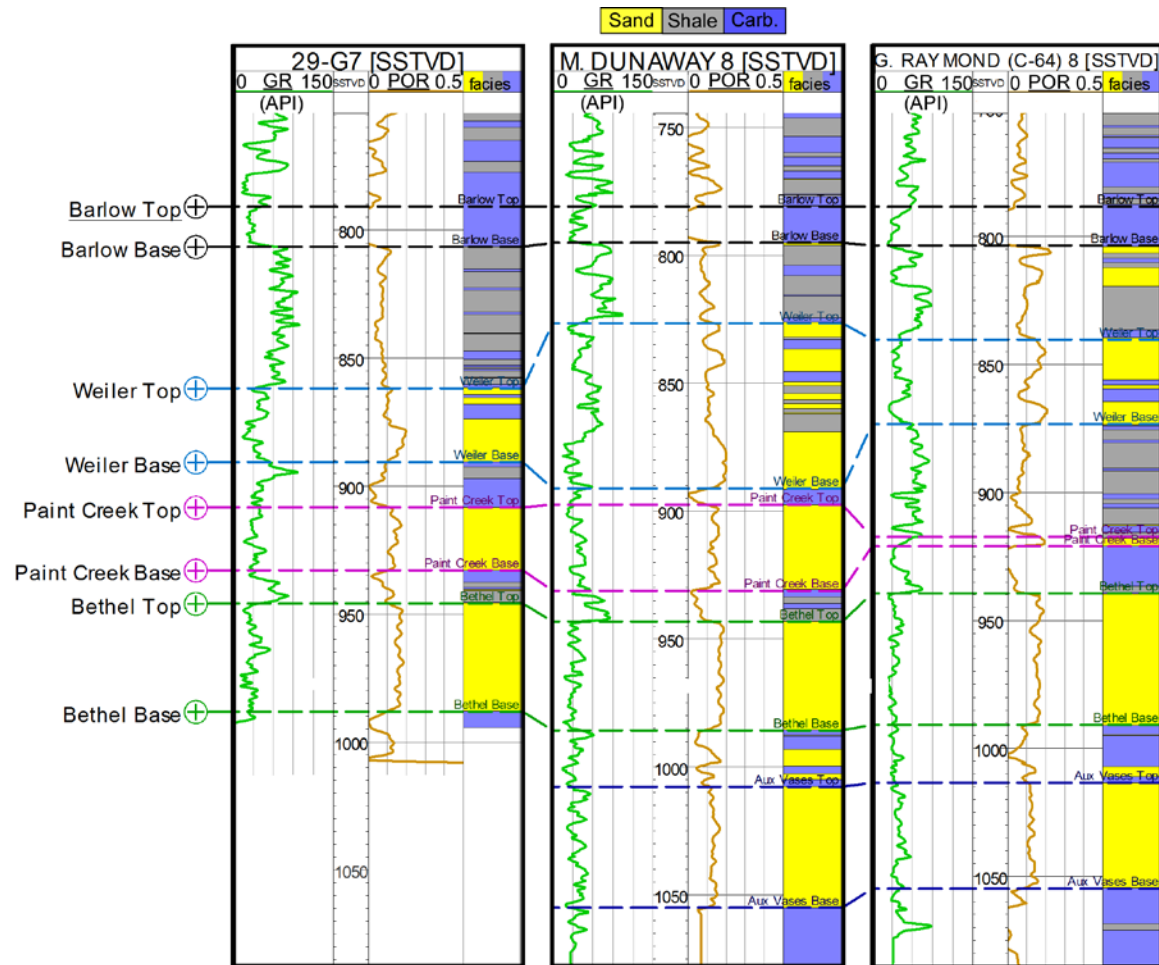 Sand Shale Carb.
29-G7 [SSTVD]
0 GR 150 SSTVD 0 POR 0.5 facies
(API)
M. DUNAWAY 8 [SSTVD]
0 GR 150 SSTVD 0 POR 0.5 facies
(API)
G. RAYMOND (C-64) 8 [SSTVD]
0 GR 150 SSTVD 0 POR 0.5 facies
(API)
Barlow Top
Barlow Base
Weiler Top
Weiler Base
Paint Creek Top
Paint Creek Base
Bethel Top
Bethel Base
Barlow Top
800
Barlow Base
850
Weiler Top
Weiler Base
900
Paint Creek Top
Paint Creek Base
Bethel Top
950
Bethel Base
1000
1050
750
Barlow Top
Barlow Base
800
Weiler Top
850
Weiler Base
Paint Creek Top
900
Paint Creek Base
Bethel Top
950
Bethel Base
1000
Aux Vases Top
1050
Aux Vases Base
Barlow Top
800
Barlow Base
Weiler Top
850
Weiler Base
900
Paint Creek Top
Paint Creek Base
Bethel Top
950
Bethel Base
1000
Aux Vases Top
1050
Aux Vases Base